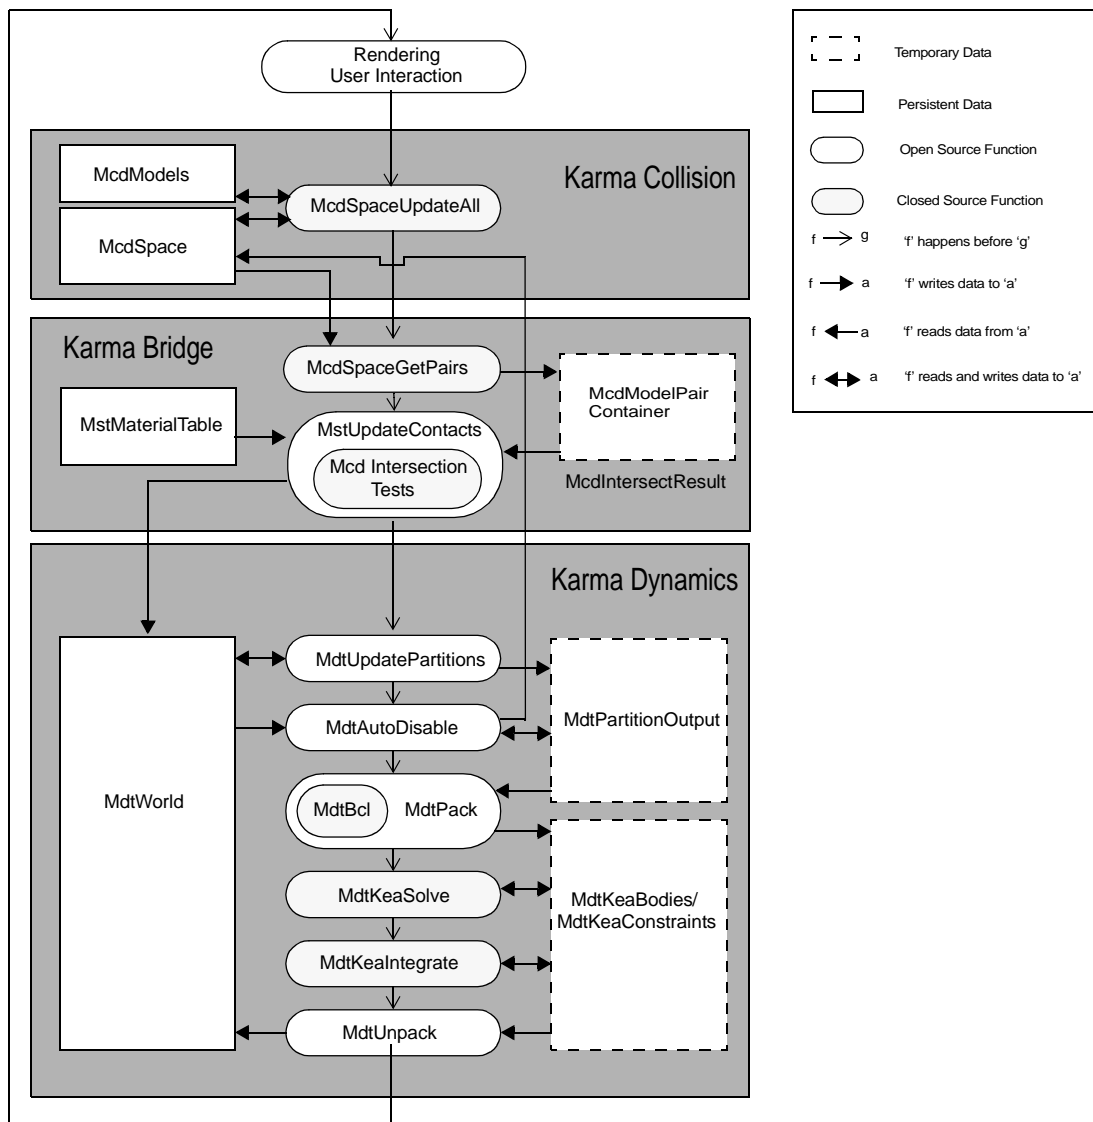 Rendering
User Interaction
Karma Collision
McdModels
McdSpaceUpdateAll
McdSpace
Karma Bridge
McdSpaceGetPairs
McdModelPair
Container
MstMaterialTable
MstUpdateContacts
Mcd Intersection
Tests
McdIntersectResult
Karma Dynamics
MdtWorld
MdtUpdatePartitions
MdtAutoDisable
MdtPartitionOutput
MdtBcl
MdtPack
MdtKeaSolve
MdtKeaBodies/
MdtKeaConstraints
MdtKeaIntegrate
MdtUnpack
Temporary Data
Persistent Data
Open Source Function
Closed Source Function
f g ‘f’ happens before ‘g’
f a ‘f’ writes data to ‘a’
f a ‘f’ reads data from ‘a’
f a ‘f’ reads and writes data to ‘a’